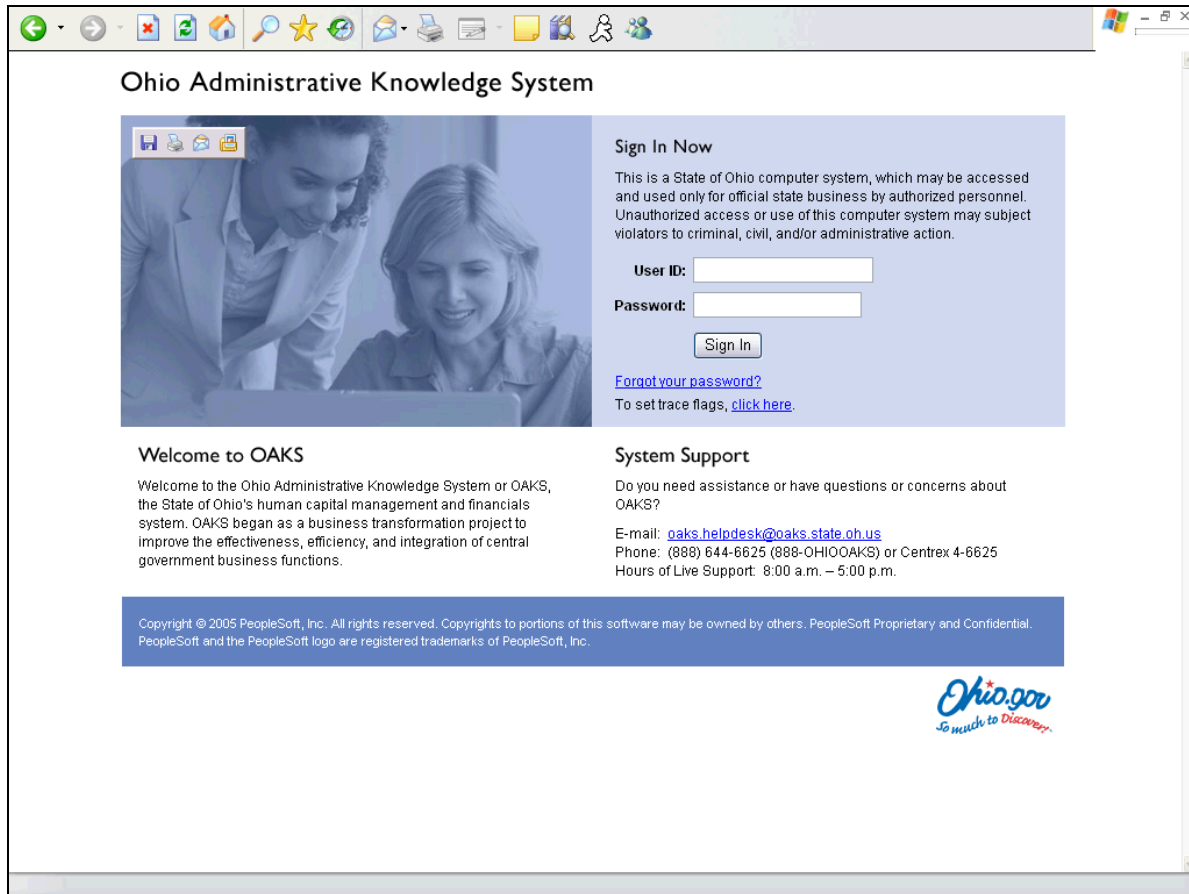 Ohio Administrative Knowledge System
Sign In Now
This is a State of Ohio computer system, which may be accessed
and used only for official state business by authorized personnel.
Unauthorized access or use of this computer system may subject
violators to criminal, civil, and/or administrative action.
User ID:
Password:
Sign In
Forgot your password?
To set trace flags, click here.
Welcome to OAKS
Welcome to the Ohio Administrative Knowledge System or OAKS,
the State of Ohio's human capital management and financials
system. OAKS began as a business transformation project to
improve the effectiveness, efficiency, and integration of central
government business functions.
System Support
Do you need assistance or have questions or concerns about
OAKS?
E-mail: oaks.helpdesk@oaks.state.oh.us
Phone: (888) 644-6625 (888-OHIOOAKS) or Centrex 4-6625
Hours of Live Support: 8:00 a.m. – 5:00 p.m.
Copyright © 2005 PeopleSoft, Inc. All rights reserved. Copyrights to portions of this software may be owned by others. PeopleSoft Proprietary and Confidential.
PeopleSoft and the PeopleSoft logo are registered trademarks of PeopleSoft, Inc.
Ohio.gov
So much to Discover!